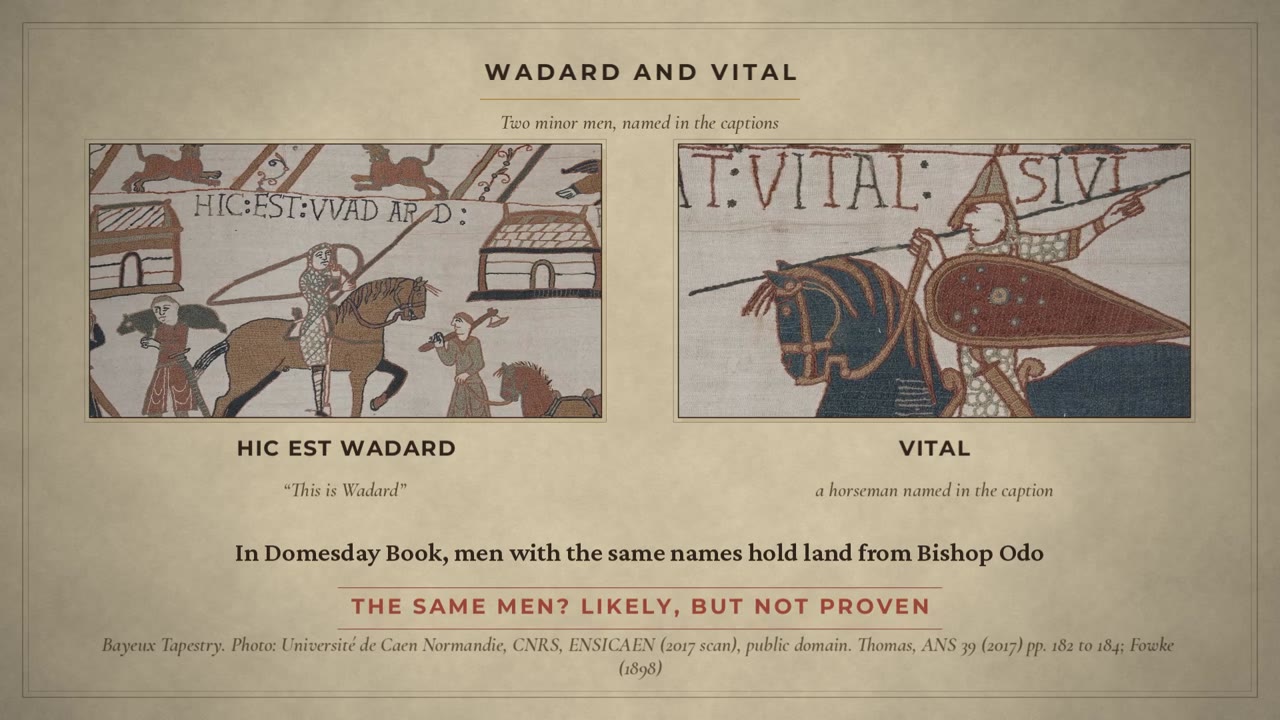 WADARD AND VITAL
Two minor men, named in the captions
HIC:EST:VVAD AR D:
AT:VITAL: SIVI
HIC EST WADARD
VITAL
“This is Wadard”
a horseman named in the caption
In Domesday Book, men with the same names hold land from Bishop Odo
THE SAME MEN? LIKELY, BUT NOT PROVEN
Bayeux Tapestry. Photo: Université de Caen Normandie, CNRS, ENSICAEN (2017 scan), public domain. Thomas, ANS 39 (2017) pp. 182 to 184; Fowke
(1898)